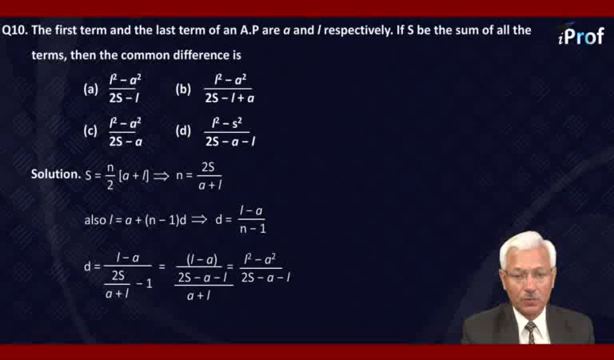 Q10. The first term and the last term of an A.P are a and l respectively. If S be the sum of all the
terms, then the common difference is
iProf
(a) (l² – a²)/(2S – l) (b) (l² – a²)/(2S – l + a)
(c) (l² – a²)/(2S – a) (d) (l² – s²)/(2S – a – l)
Solution. S = n/2 [a + l] ⟹ n = 2S/(a + l)
also l = a + (n – 1)d ⟹ d = (l – a)/(n – 1)
d = (l – a)/(2S/(a + l) – 1) = (l – a)/((2S – a – l)/(a + l)) = (l² – a²)/(2S – a – l)